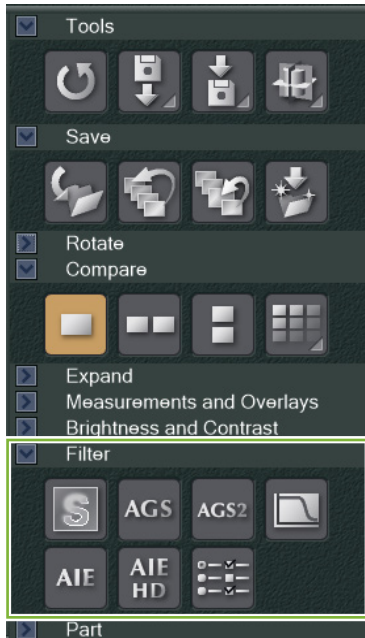 Tools
Save
Rotate
Compare
Expand
Measurements and Overlays
Brightness and Contrast
Filter
S AGS AGS2
AIE AIE HD
Part